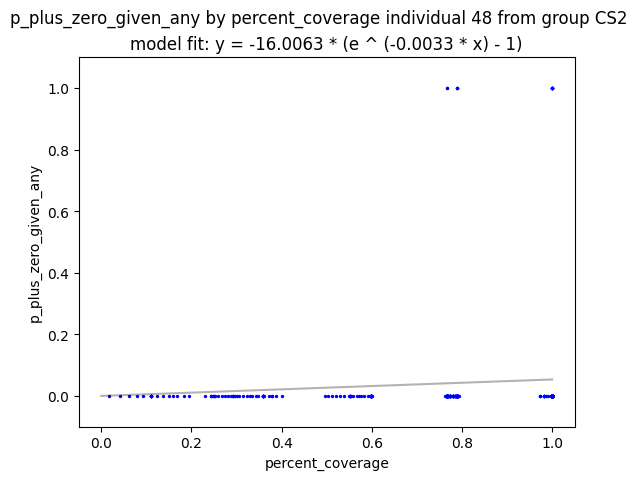 p_plus_zero_given_any by percent_coverage individual 48 from group CS2
model fit: y = -16.0063 * (e ^ (-0.0033 * x) - 1)
1.0
0.8
0.6
0.4
0.2
0.0
p_plus_zero_given_any
0.0 0.2 0.4 0.6 0.8 1.0
percent_coverage